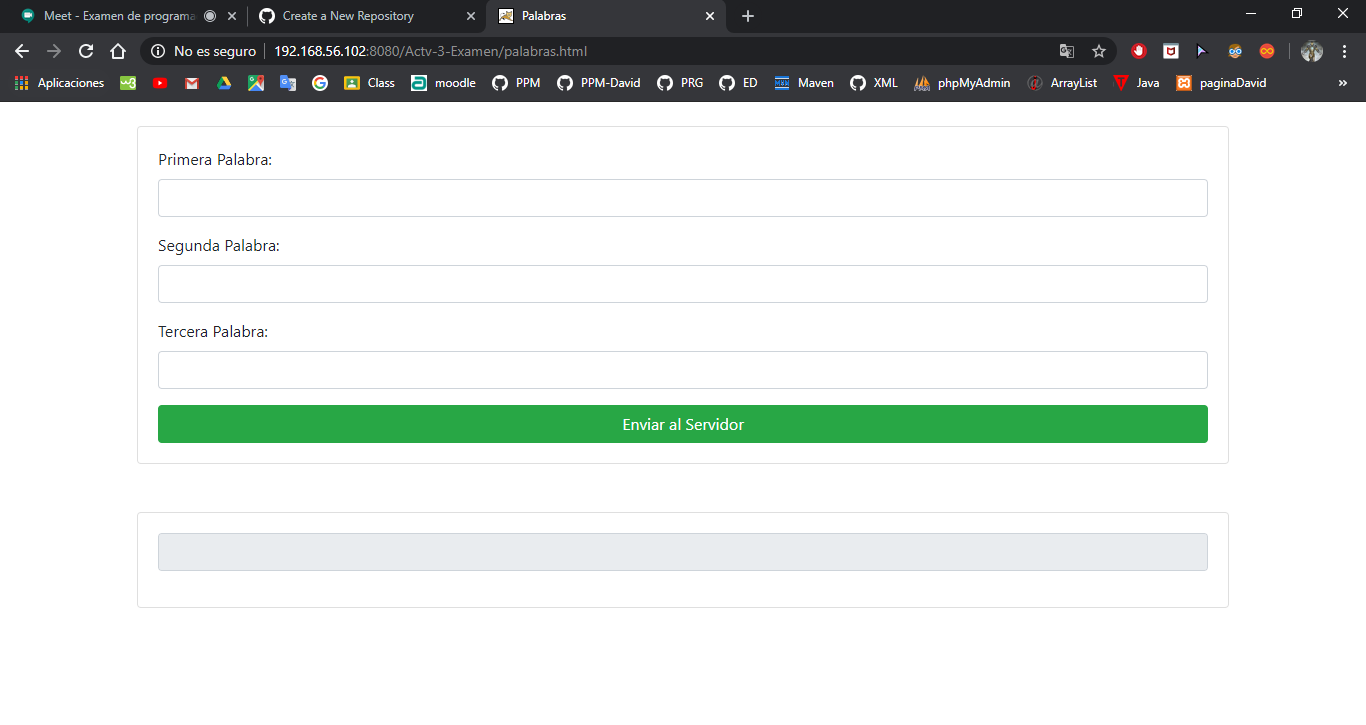 Meet - Examen de programa
Create a New Repository
Palabras
No es seguro
192.168.56.102:8080/Actv-3-Examen/palabras.html
Aplicaciones
w3
Class
moodle
PPM
PPM-David
PRG
ED
Maven
XML
phpMyAdmin
ArrayList
Java
paginaDavid
»
Primera Palabra:
Segunda Palabra:
Tercera Palabra:
Enviar al Servidor